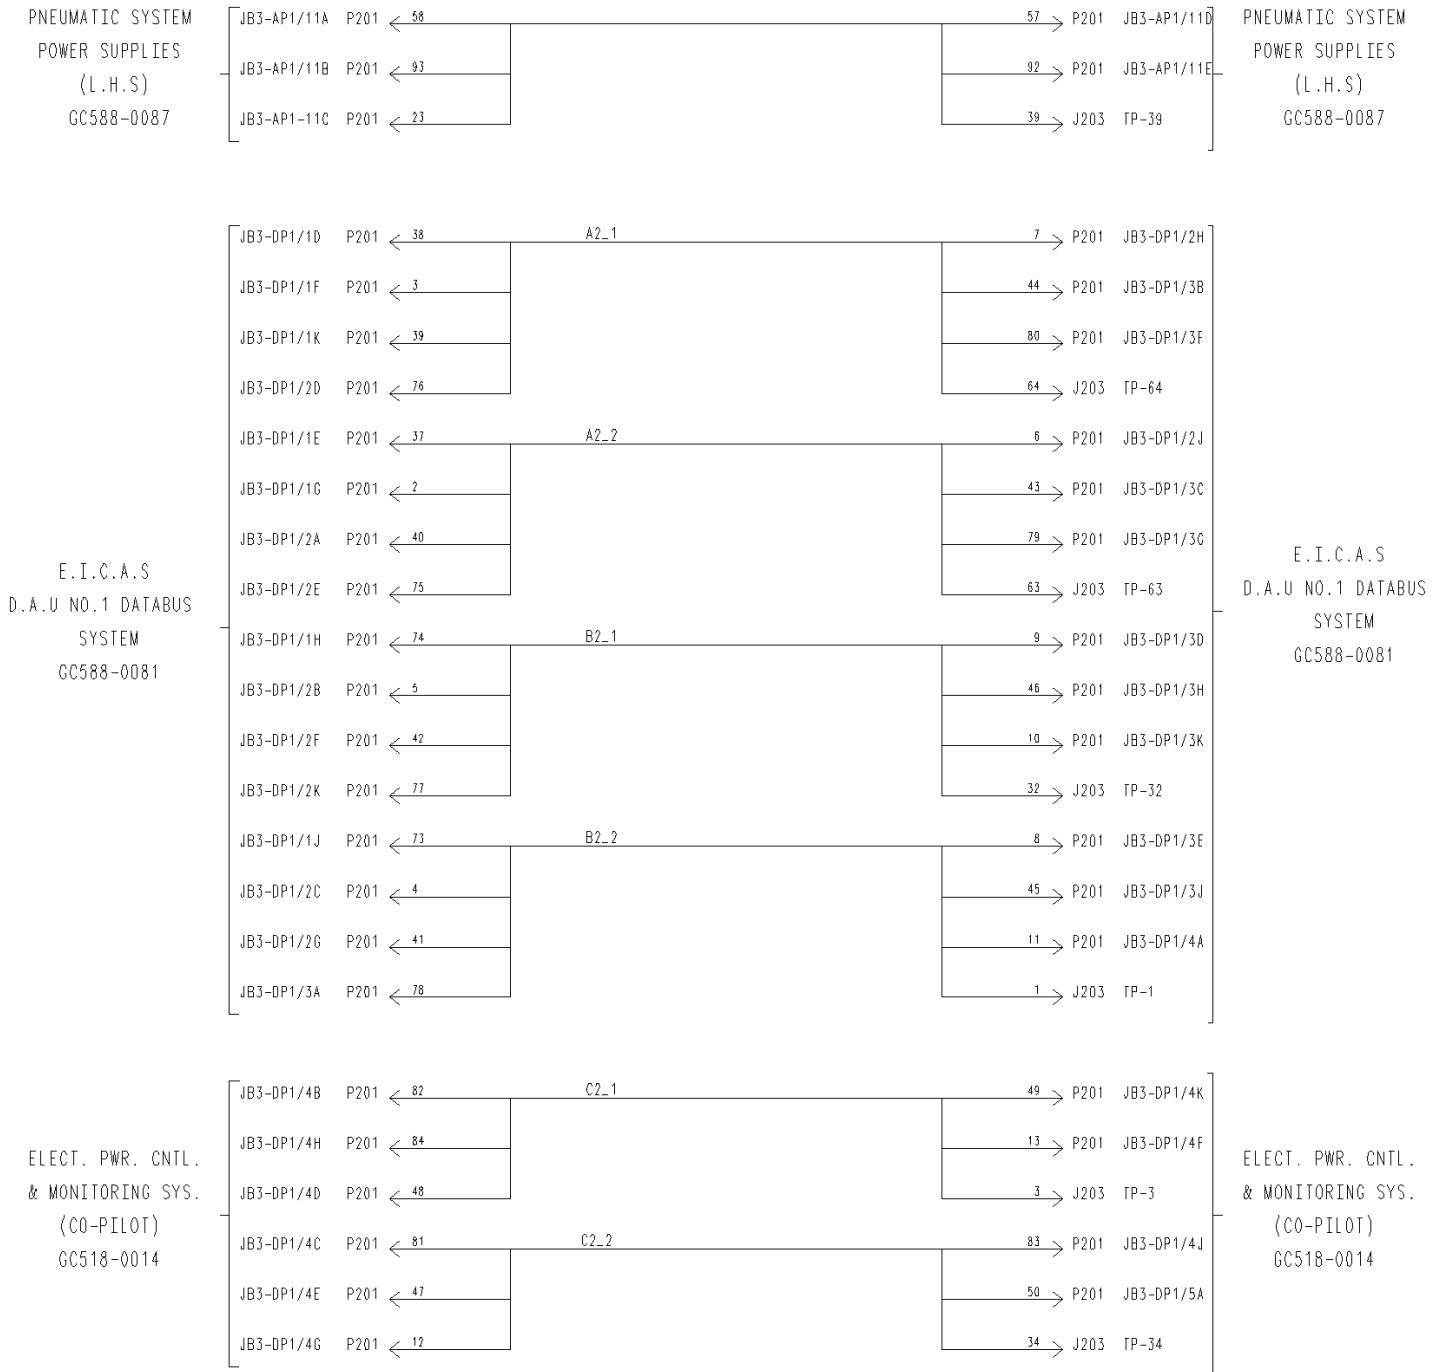 PNEUMATIC SYSTEM
POWER SUPPLIES
(L.H.S)
GC588-0087
JB3-AP1/11A P201 58
JB3-AP1/11B P201 93
JB3-AP1-11C P201 23
57 P201 JB3-AP1/11D
92 P201 JB3-AP1/11E
39 J203 TP-39
PNEUMATIC SYSTEM
POWER SUPPLIES
(L.H.S)
GC588-0087
E.I.C.A.S
D.A.U NO.1 DATABUS
SYSTEM
GC588-0081
JB3-DP1/1D P201 38 A2_1 7 P201 JB3-DP1/2H
JB3-DP1/1F P201 3 44 P201 JB3-DP1/3B
JB3-DP1/1K P201 39 80 P201 JB3-DP1/3F
JB3-DP1/2D P201 76 64 J203 TP-64
JB3-DP1/1E P201 37 A2_2 6 P201 JB3-DP1/2J
JB3-DP1/1G P201 2 43 P201 JB3-DP1/3C
JB3-DP1/2A P201 40 79 P201 JB3-DP1/3G
JB3-DP1/2E P201 75 63 J203 TP-63
JB3-DP1/1H P201 74 B2_1 9 P201 JB3-DP1/3D
JB3-DP1/2B P201 5 46 P201 JB3-DP1/3H
JB3-DP1/2F P201 42 10 P201 JB3-DP1/3K
JB3-DP1/2K P201 77 32 J203 TP-32
JB3-DP1/1J P201 73 B2_2 8 P201 JB3-DP1/3E
JB3-DP1/2C P201 4 45 P201 JB3-DP1/3J
JB3-DP1/2G P201 41 11 P201 JB3-DP1/4A
JB3-DP1/3A P201 78 1 J203 TP-1
E.I.C.A.S
D.A.U NO.1 DATABUS
SYSTEM
GC588-0081
ELECT. PWR. CNTL.
& MONITORING SYS.
(CO-PILOT)
GC518-0014
JB3-DP1/4B P201 82 C2_1 49 P201 JB3-DP1/4K
JB3-DP1/4H P201 84 13 P201 JB3-DP1/4F
JB3-DP1/4D P201 48 3 J203 TP-3
JB3-DP1/4C P201 81 C2_2 83 P201 JB3-DP1/4J
JB3-DP1/4E P201 47 50 P201 JB3-DP1/5A
JB3-DP1/4G P201 12 34 J203 TP-34
ELECT. PWR. CNTL.
& MONITORING SYS.
(CO-PILOT)
GC518-0014